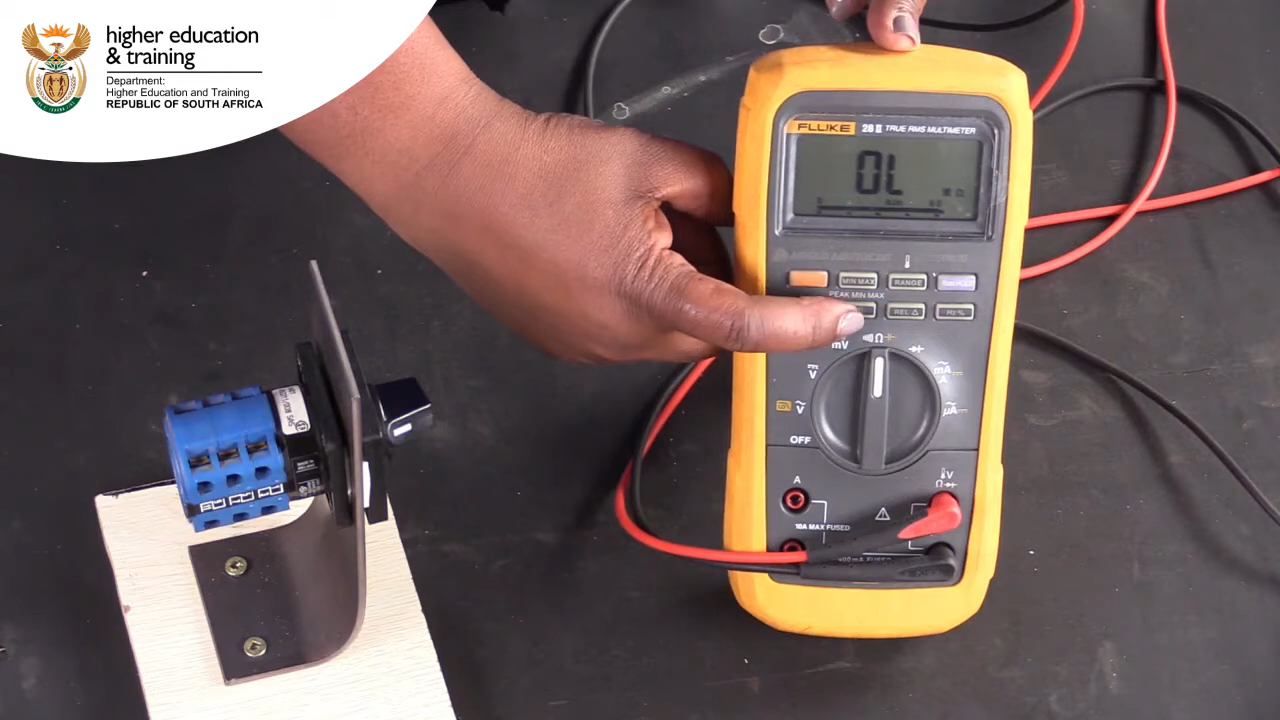 higher education
& training
Department:
Higher Education and Training
REPUBLIC OF SOUTH AFRICA
FLUKE 28 II TRUE RMS MULTIMETER
OL
MIN MAX
RANGE
PEAK MIN MAX
REL Δ
Hz %
mV
Ω
V
mA
A
V
μA
OFF
A
V
Ω
10A MAX FUSED